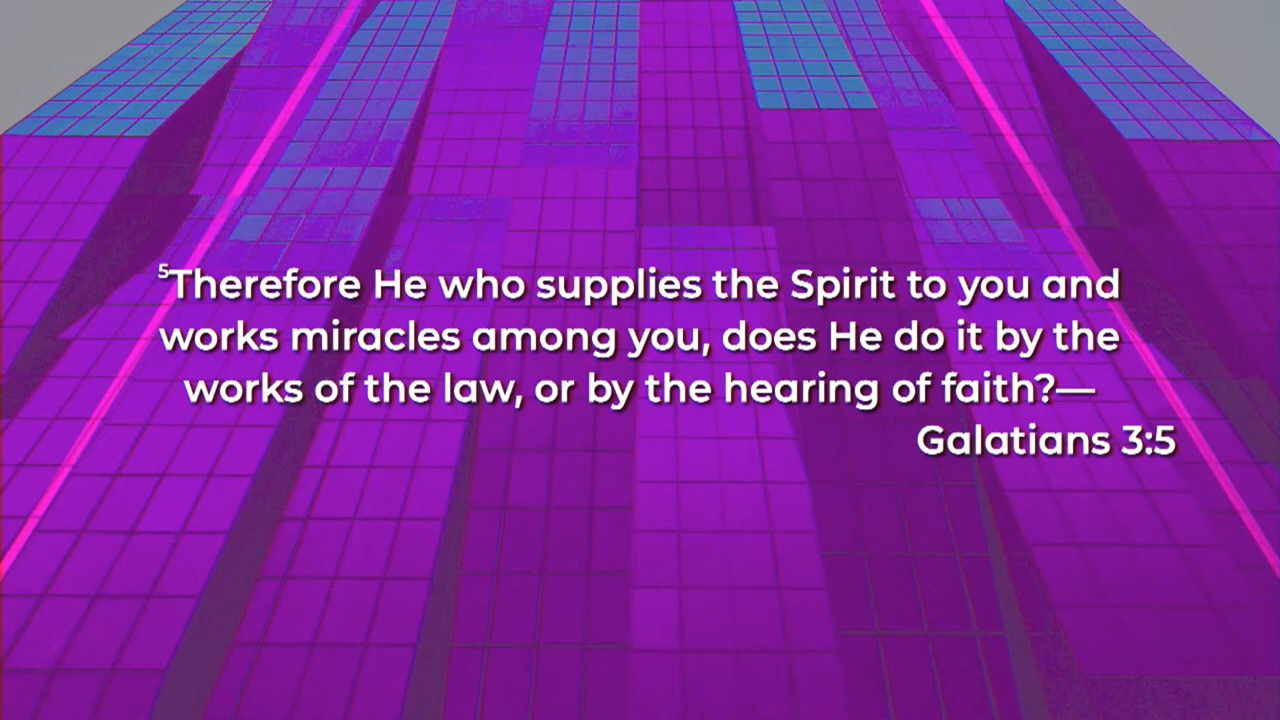 ⁵Therefore He who supplies the Spirit to you and
works miracles among you, does He do it by the
works of the law, or by the hearing of faith?—
Galatians 3:5